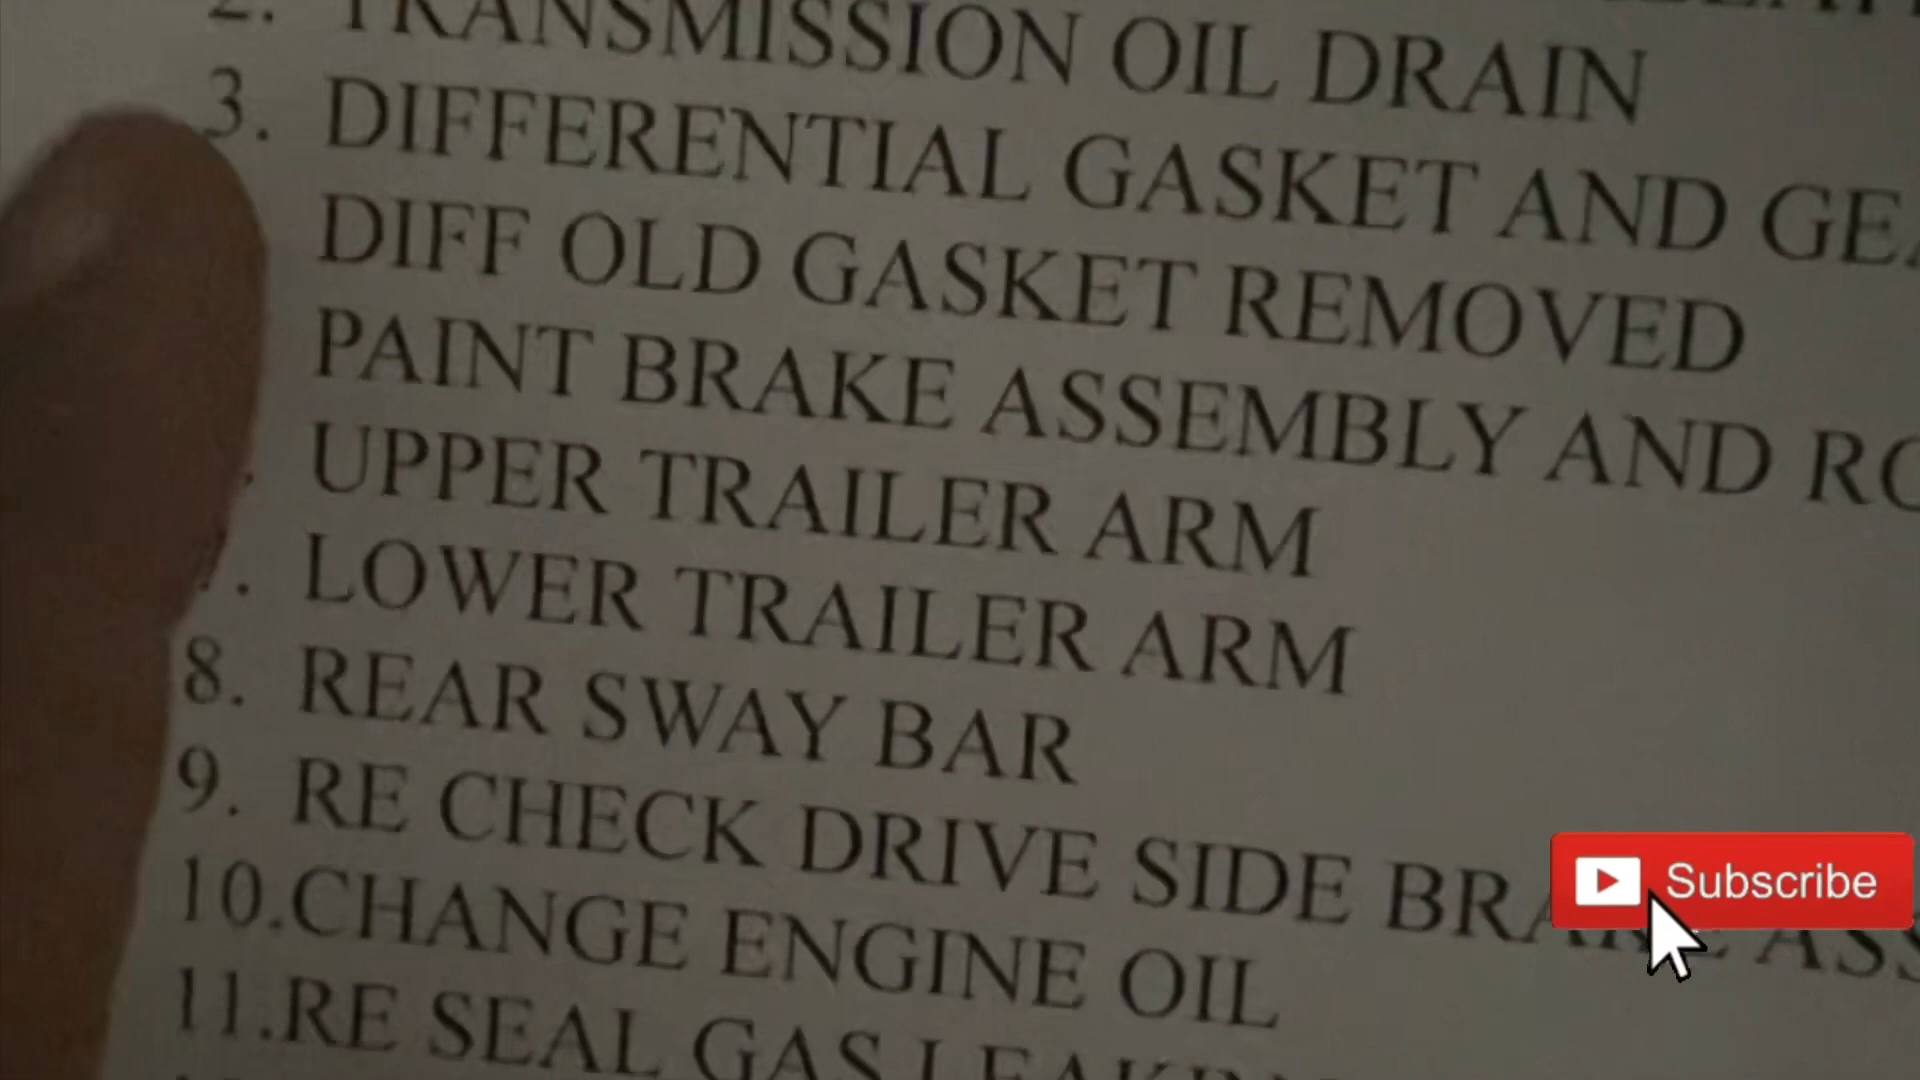 2. TRANSMISSION OIL DRAIN
3. DIFFERENTIAL GASKET AND
DIFF OLD GASKET REMOVED
PAINT BRAKE ASSEMBLY AND
UPPER TRAILER ARM
LOWER TRAILER ARM
8. REAR SWAY BAR
9. RE CHECK DRIVE SIDE
10.CHANGE ENGINE OIL
11.RE SEAL GAS
Subscribe